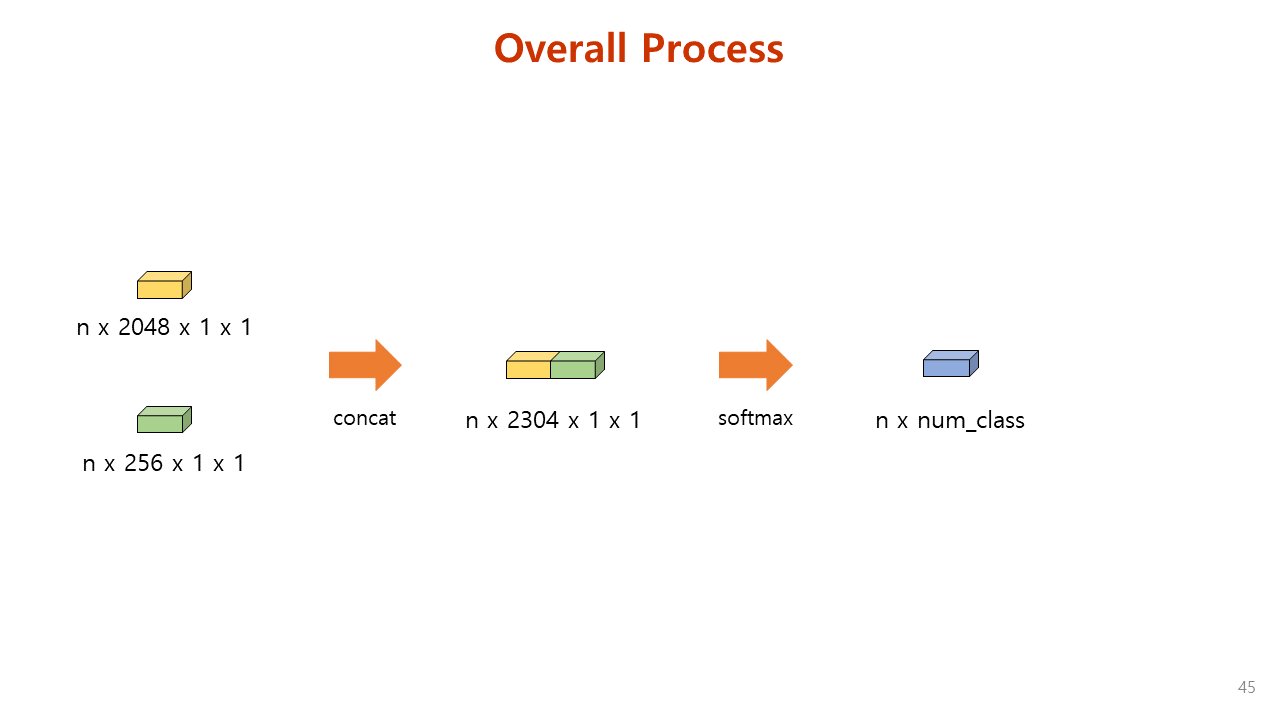 Overall Process
n x 2048 x 1 x 1
n x 256 x 1 x 1
concat
n x 2304 x 1 x 1
softmax
n x num_class
45